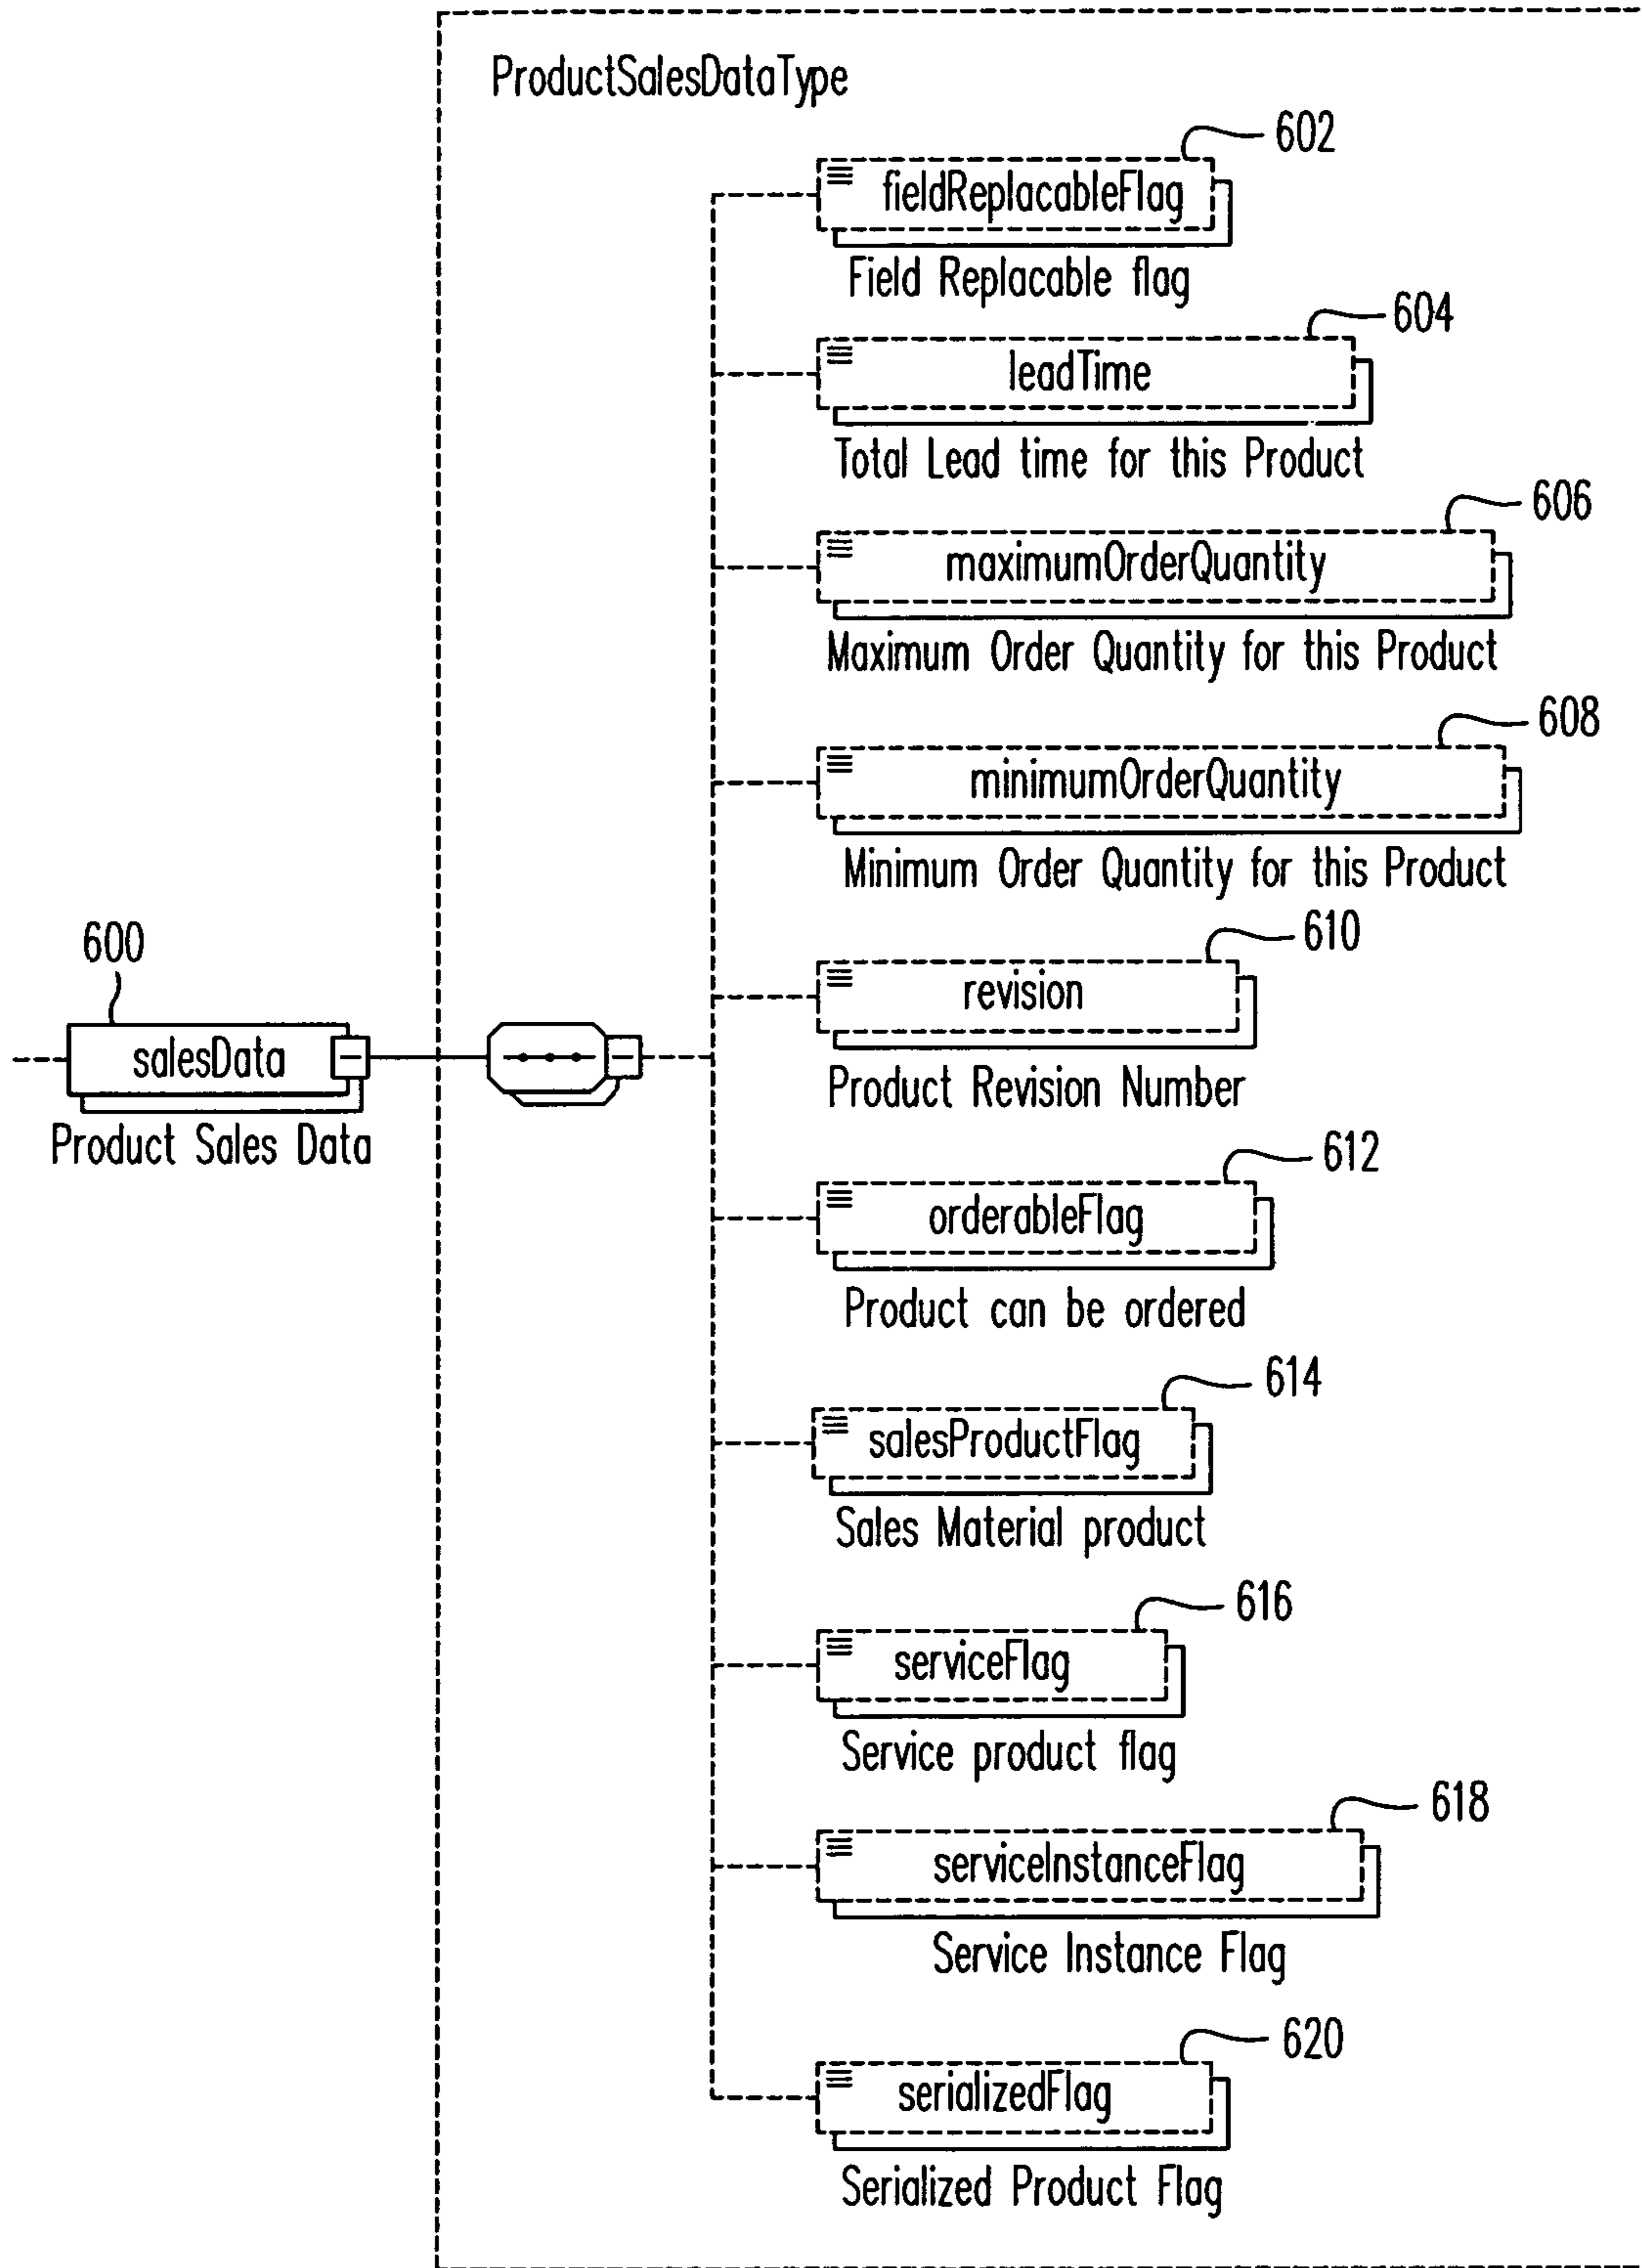 ProductSalesDataType
602
fieldReplacableFlag
Field Replacable flag
604
leadTime
Total Lead time for this Product
606
maximumOrderQuantity
Maximum Order Quantity for this Product
608
minimumOrderQuantity
Minimum Order Quantity for this Product
600
salesData
Product Sales Data
610
revision
Product Revision Number
612
orderableFlag
Product can be ordered
614
salesProductFlag
Sales Material product
616
serviceFlag
Service product flag
618
serviceInstanceFlag
Service Instance Flag
620
serializedFlag
Serialized Product Flag